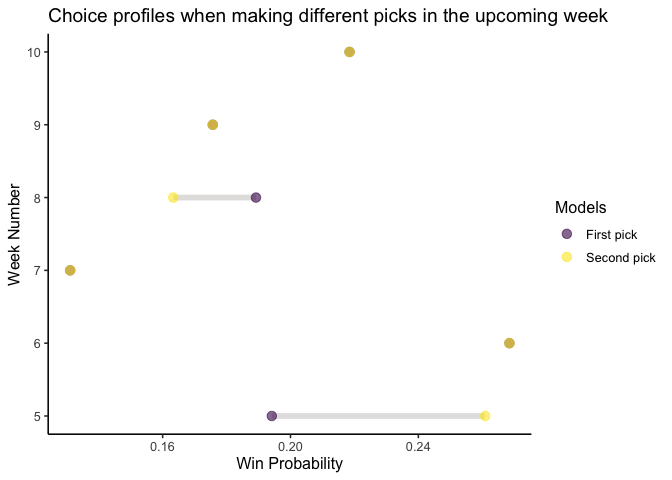 Choice profiles when making different picks in the upcoming week
10
9
8
7
6
5
Week Number
0.16
0.20
0.24
Win Probability
Models
First pick
Second pick